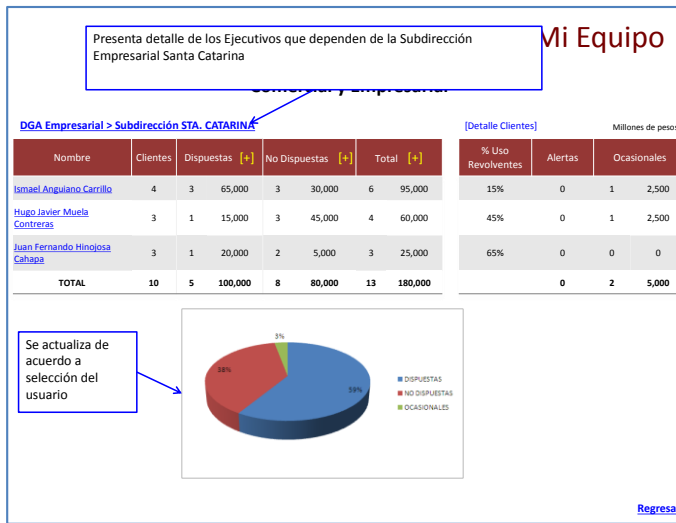 Mi Equipo
Presenta detalle de los Ejecutivos que dependen de la Subdirección
Empresarial Santa Catarina
Comercial y Empresarial
DGA Empresarial > Subdirección STA. CATARINA
[Detalle Clientes]
Millones de pesos
Nombre Clientes Dispuestas [+] No Dispuestas [+] Total [+] % Uso Revolventes Alertas Ocasionales
Ismael Anguiano Carrillo 4 3 65,000 3 30,000 6 95,000 15% 0 1 2,500
Hugo Javier Muela
Contreras 3 1 15,000 3 45,000 4 60,000 45% 0 1 2,500
Juan Fernando Hinojosa
Cahapa 3 1 20,000 2 5,000 3 25,000 65% 0 0 0
TOTAL 10 5 100,000 8 80,000 13 180,000 0 2 5,000
Se actualiza de
acuerdo a
selección del
usuario
5%
38%
59%
DISPUESTAS
NO DISPUESTAS
OCASIONALES
Regresa